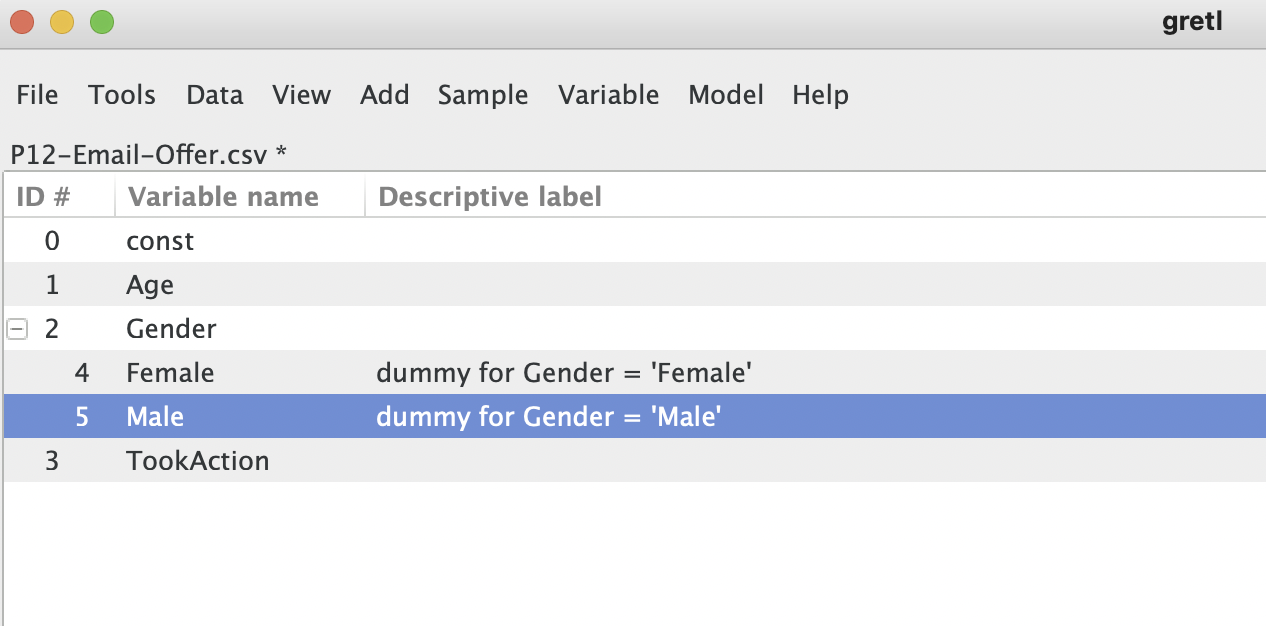 gretl
File Tools Data View Add Sample Variable Model Help
P12-Email-Offer.csv *
ID # Variable name Descriptive label
0 const
1 Age
2 Gender
4 Female dummy for Gender = 'Female'
5 Male dummy for Gender = 'Male'
3 TookAction